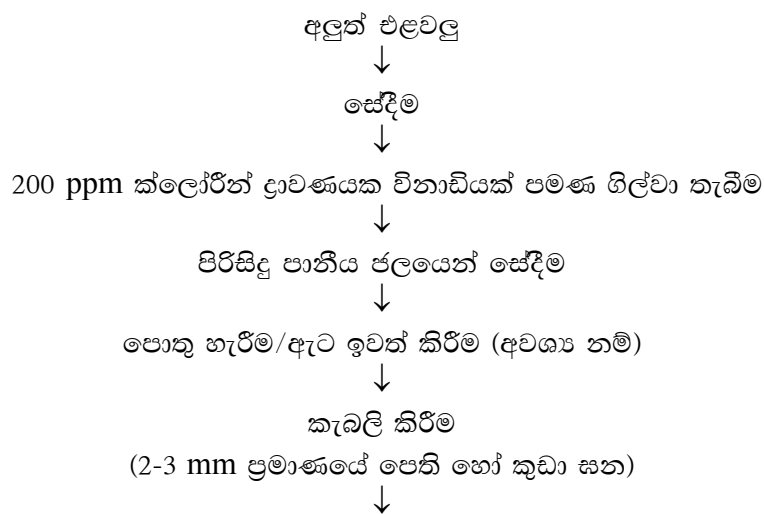 අලුත් එළවලු
↓
සේදීම
↓
200 ppm ක්ලෝරීන් ද්‍රාවණයක විනාඩියක් පමණ ගිල්වා තැබීම
↓
පිරිසිදු පානීය ජලයෙන් සේදීම
↓
පොතු හැරීම/ඇට ඉවත් කිරීම (අවශ්‍ය නම්)
↓
කැබලි කිරීම
(2-3 mm ප්‍රමාණයේ පෙති හෝ කුඩා ඝන)
↓